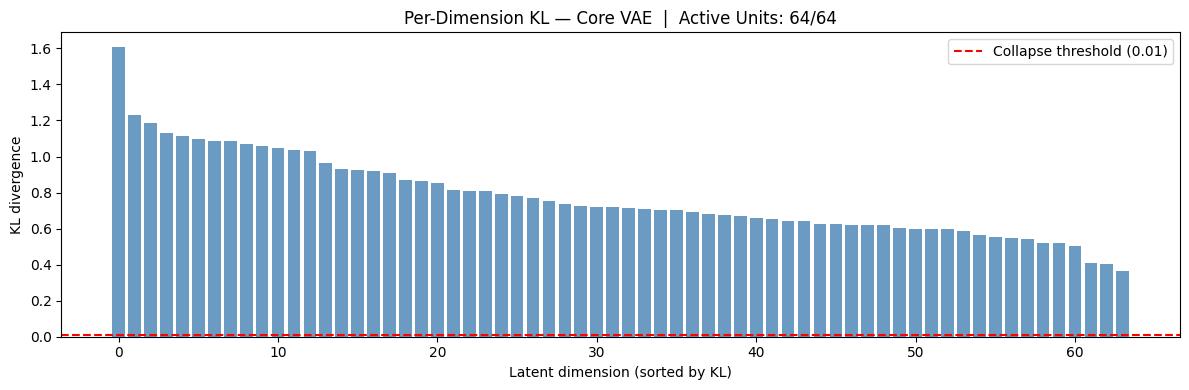 Per-Dimension KL — Core VAE | Active Units: 64/64
Collapse threshold (0.01)
KL divergence
1.6
1.4
1.2
1.0
0.8
0.6
0.4
0.2
0.0
0 10 20 30 40 50 60
Latent dimension (sorted by KL)